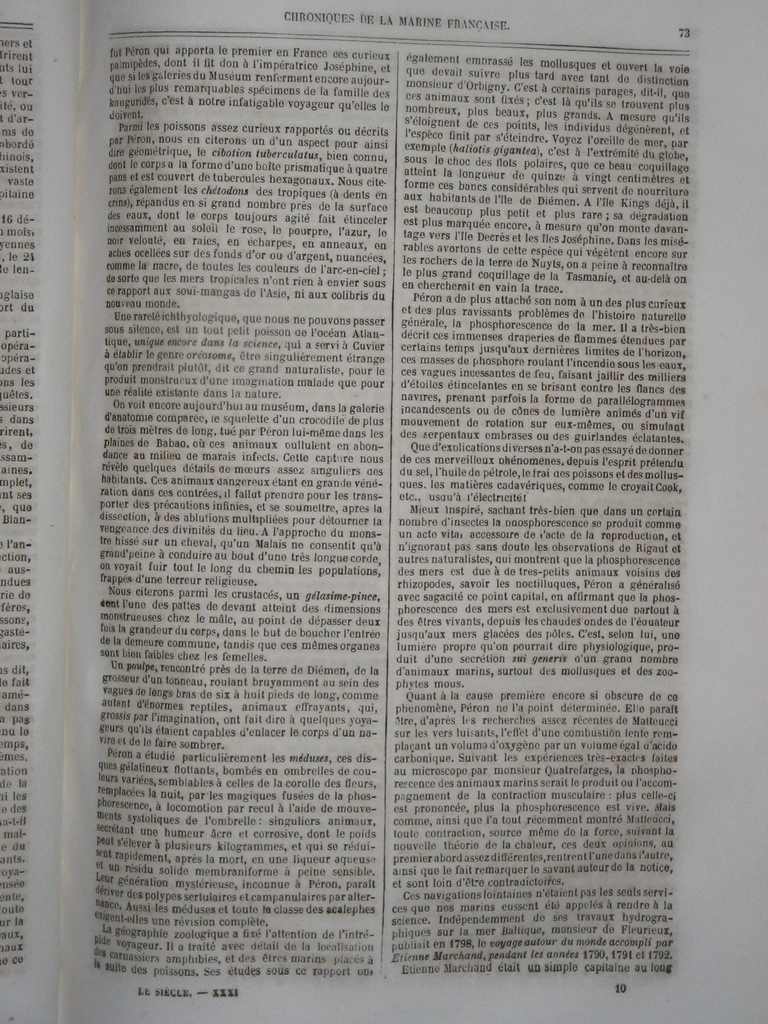 CHRONIQUES DE LA MARINE FRANÇAISE.
73
fut Péron qui apporta le premier en France ces curieux
palmipèdes, dont il fit don à l'impératrice Joséphine, et
que si les galeries du Muséum renferment encore aujour-
d'hui les plus remarquables spécimens de la famille des
kanguridés, c'est à notre infatigable voyageur qu'elles le
doivent.
Parmi les poissons assez curieux rapportés ou décrits
par Péron, nous en citerons un d'un aspect pour ainsi
dire géométrique, le cibotion tuberculatus, bien connu,
dont le corps a la forme d'une boîte prismatique à quatre
pans et est couvert de tubercules hexagonaux. Nous cite-
rons également les chétodons des tropiques (à dents en
crins), répandus en si grand nombre près de la surface
des eaux, dont le corps toujours agité fait étinceler
incessamment au soleil le rose, le pourpre, l'azur, le
noir velouté, en raies, en écharpes, en anneaux, en
taches ocellées sur des fonds d'or ou d'argent, nuancées,
comme la nacre, de toutes les couleurs de l'arc-en-ciel ;
de sorte que les mers tropicales n'ont rien à envier sous
ce rapport aux soui-mangas de l'Asie, ni aux colibris du
nouveau monde.
Une rareté ichthyologique, que nous ne pouvons passer
sous silence, est un tout petit poisson de l'océan Atlan-
tique, unique encore dans la science, qui a servi à Cuvier
à établir le genre oréosome, être singulièrement étrange
qu'on prendrait plutôt, dit ce grand naturaliste, pour le
produit monstrueux d'une imagination malade que pour
une réalité existante dans la nature.
On voit encore aujourd'hui au muséum, dans la galerie
d'anatomie comparée, le squelette d'un crocodile de plus
de trois mètres de long, tué par Péron lui-même dans les
plaines de Babao, où ces animaux pullulent en abon-
dance au milieu de marais infects. Cette capture nous
révèle quelques détails de mœurs assez singuliers des
habitants. Ces animaux dangereux étant en grande véné-
ration dans ces contrées, il fallut prendre pour les trans-
porter des précautions infinies, et se soumettre, après la
dissection, à des ablutions multipliées pour détourner la
vengeance des divinités du lieu. A l'approche du mons-
tre hissé sur un cheval, qu'un Malais ne consentit qu'à
grand'peine à conduire au bout d'une très longue corde,
on voyait fuir tout le long du chemin les populations,
frappés d'une terreur religieuse.
Nous citerons parmi les crustacés, un gélasime-pince,
dont l'une des pattes de devant atteint des dimensions
monstrueuses chez le mâle, au point de dépasser deux
fois la grandeur du corps, dans le but de boucher l'entrée
de la demeure commune, tandis que ces mêmes organes
sont bien faibles chez les femelles.
Un poulpe, rencontré près de la terre de Diémen, de la
grosseur d'un tonneau, roulant bruyamment au sein des
vagues de longs bras de six à huit pieds de long, comme
autant d'énormes reptiles, animaux effrayants, qui,
grossis par l'imagination, ont fait dire à quelques voya-
geurs qu'ils étaient capables d'enlacer le corps d'un na-
vire et de le faire sombrer.
Péron a étudié particulièrement les méduses, ces dis-
ques gélatineux flottants, bombés en ombrelles de cou-
leurs variées, semblables à celles de la corolle des fleurs,
remplacées la nuit, par les magiques fusées de la phos-
phorescence, à locomotion par recul à l'aide de mouve-
ments systoliques de l'ombrelle : singuliers animaux,
secrétant une humeur âcre et corrosive, dont le poids
peut s'élever à plusieurs kilogrammes, et qui se rédui-
sent rapidement, après la mort, en une liqueur aqueuse
et un résidu solide membraniforme à peine sensible.
Leur génération mystérieuse, inconnue à Péron, paraît
dériver des polypes sertulaires et campanulaires par alter-
nance. Aussi les méduses et toute la classe des acalephes
exigent-elles une révision complète.
La géographie zoologique a fixé l'attention de l'intré-
pide voyageur. Il a traité avec détail de la localisation
des carnassiers amphibies, et des êtres marins placés à
la suite des poissons. Ses études sous ce rapport ont
LE SIÈCLE. — XXXI
également embrassé les mollusques et ouvert la voie
que devait suivre plus tard avec tant de distinction
monsieur d'Orbigny. C'est à certains parages, dit-il, que
ces animaux sont fixés ; c'est là qu'ils se trouvent plus
nombreux, plus beaux, plus grands. A mesure qu'ils
s'éloignent de ces points, les individus dégénèrent, et
l'espèce finit par s'éteindre. Voyez l'oreille de mer, par
exemple (haliotis gigantea), c'est à l'extrémité du globe,
sous le choc des flots polaires, que ce beau coquillage
atteint la longueur de quinze à vingt centimètres et
forme ces bancs considérables qui servent de nourriture
aux habitants de l'île de Diémen. A l'île Kings déjà, il
est beaucoup plus petit et plus rare ; sa dégradation
est plus marquée encore, à mesure qu'on monte davan-
tage vers l'île Decrès et les îles Joséphine. Dans les misé-
rables avortons de cette espèce qui végètent encore sur
les rochers de la terre de Nuyts, on a peine à reconnaître
le plus grand coquillage de la Tasmanie, et au-delà on
en chercherait en vain la trace.
Péron a de plus attaché son nom à un des plus curieux
et des plus ravissants problèmes de l'histoire naturelle
générale, la phosphorescence de la mer. Il a très-bien
décrit ces immenses draperies de flammes étendues par
certains temps jusqu'aux dernières limites de l'horizon,
ces masses de phosphore roulant l'incendie sous les eaux,
ces vagues incessantes de feu, faisant jaillir des milliers
d'étoiles étincelantes en se brisant contre les flancs des
navires, prenant parfois la forme de parallélogrammes
incandescents ou de cônes de lumière animés d'un vif
mouvement de rotation sur eux-mêmes, ou simulant
des serpentaux embrasés ou des guirlandes éclatantes.
Que d'explications diverses n'a-t-on pas essayé de donner
de ces merveilleux phénomènes, depuis l'esprit prétendu
du sel, l'huile de pétrole, le frai des poissons et des mollus-
ques, les matières cadavériques, comme le croyait Cook,
etc., jusqu'à l'électricité!
Mieux inspiré, sachant très-bien que dans un certain
nombre d'insectes la phosphorescence se produit comme
un acte vital accessoire de l'acte de la reproduction, et
n'ignorant pas sans doute les observations de Rigaut et
autres naturalistes, qui montrent que la phosphorescence
des mers est due à de très-petits animaux voisins des
rhizopodes, savoir les noctiluques, Péron a généralisé
avec sagacité ce point capital, en affirmant que la phos-
phorescence des mers est exclusivement due partout à
des êtres vivants, depuis les chaudes ondes de l'équateur
jusqu'aux mers glacées des pôles. C'est, selon lui, une
lumière propre qu'on pourrait dire physiologique, pro-
duit d'une secrétion sui generis d'un grand nombre
d'animaux marins, surtout des mollusques et des zoo-
phytes mous.
Quant à la cause première encore si obscure de ce
phénomène, Péron ne l'a point déterminée. Elle paraît
être, d'après les recherches assez récentes de Matteucci
sur les vers luisants, l'effet d'une combustion lente rem-
plaçant un volume d'oxygène par un volume égal d'acide
carbonique. Suivant les expériences très-exactes faites
au microscope par monsieur Quatrefarges, la phospho-
rescence des animaux marins serait le produit ou l'accom-
pagnement de la contraction musculaire : plus celle-ci
est prononcée, plus la phosphorescence est vive. Mais
comme, ainsi que l'a tout récemment montré Matteucci,
toute contraction, source même de la force, suivant la
nouvelle théorie de la chaleur, ces deux opinions, au
premier abord assez différentes, rentrent l'une dans l'autre,
ainsi que le fait remarquer le savant auteur de la notice,
et sont loin d'être contradictoires.
Ces navigations lointaines n'étaient pas les seuls servi-
ces que nos marins eussent été appelés à rendre à la
science. Indépendemment de ses travaux hydrogra-
phiques sur la mer Baltique, monsieur de Fleurieu,
publiait en 1798, le voyage autour du monde accompli par
Etienne Marchand, pendant les années 1790, 1791 et 1792.
Etienne Marchand était un simple capitaine au long
10